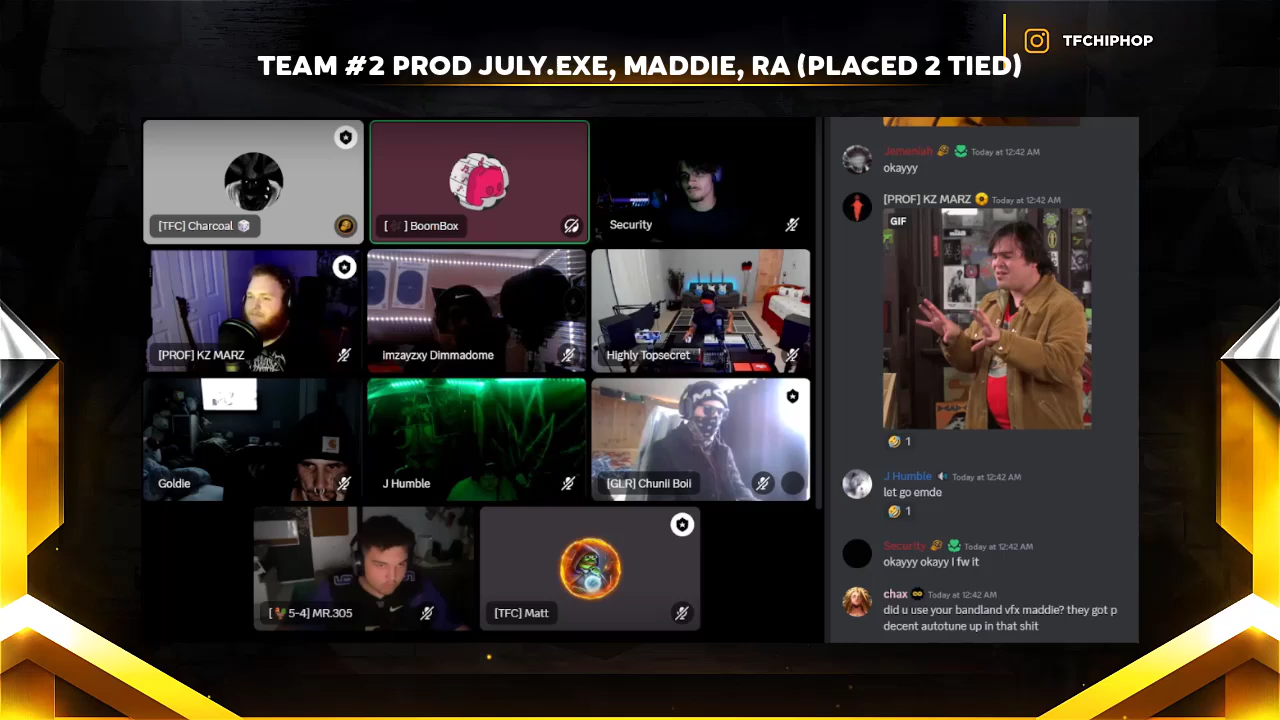 TFCHIPHOP
TEAM #2 PROD JULY.EXE, MADDIE, RA (PLACED 2 TIED)
[TFC] Charcoal
BoomBox
Security
[PROF] KZ MARZ
imzayzxy Dimmadome
Highly Topsecret
Goldie
J Humble
[GLR] Chunii Boii
[🐓5-4] MR.305
[TFC] Matt
Jemeniah Today at 12:42 AM
okayyy
[PROF] KZ MARZ Today at 12:42 AM
GIF
1
J Humble Today at 12:42 AM
let go emde
1
Security Today at 12:42 AM
okayyy okayy I fw it
chax Today at 12:42 AM
did u use your bandland vfx maddie? they got p
decent autotune up in that shit